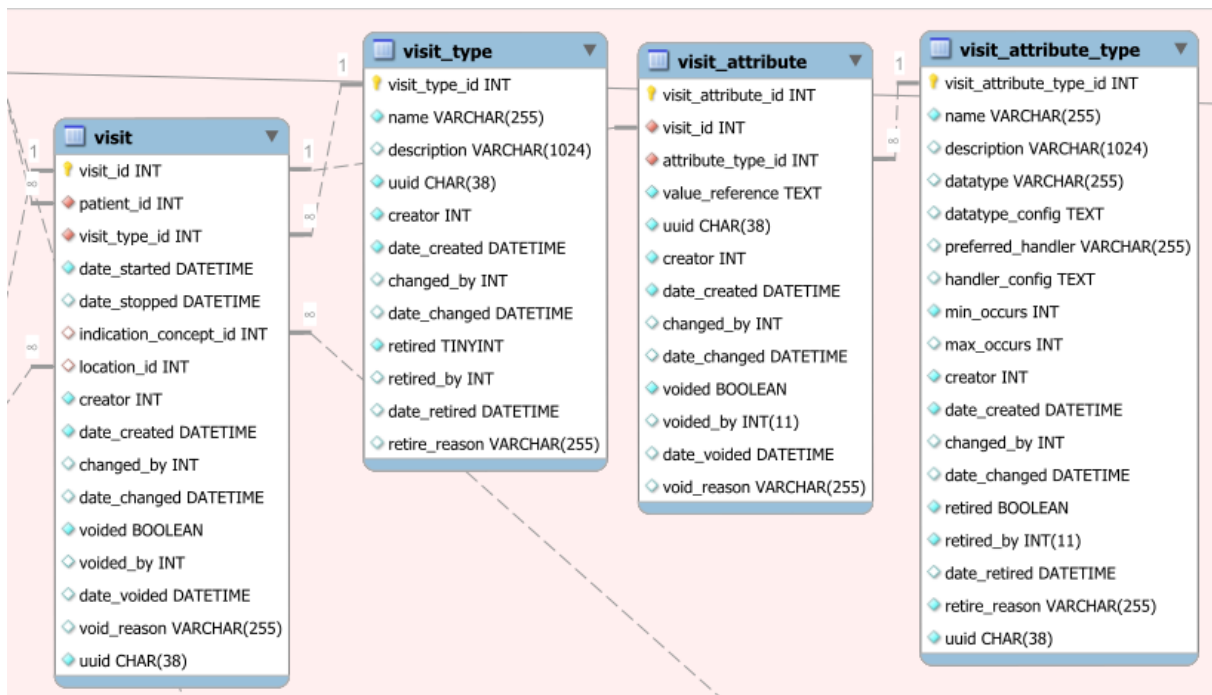 visit
visit_id INT
patient_id INT
visit_type_id INT
date_started DATETIME
date_stopped DATETIME
indication_concept_id INT
location_id INT
creator INT
date_created DATETIME
changed_by INT
date_changed DATETIME
voided BOOLEAN
voided_by INT
date_voided DATETIME
void_reason VARCHAR(255)
uuid CHAR(38)
1
∞
∞
1
∞
∞
1
visit_type
visit_type_id INT
name VARCHAR(255)
description VARCHAR(1024)
uuid CHAR(38)
creator INT
date_created DATETIME
changed_by INT
date_changed DATETIME
retired TINYINT
retired_by INT
date_retired DATETIME
retire_reason VARCHAR(255)
visit_attribute
visit_attribute_id INT
visit_id INT
attribute_type_id INT
value_reference TEXT
uuid CHAR(38)
creator INT
date_created DATETIME
changed_by INT
date_changed DATETIME
voided BOOLEAN
voided_by INT(11)
date_voided DATETIME
void_reason VARCHAR(255)
1
∞
visit_attribute_type
visit_attribute_type_id INT
name VARCHAR(255)
description VARCHAR(1024)
datatype VARCHAR(255)
datatype_config TEXT
preferred_handler VARCHAR(255)
handler_config TEXT
min_occurs INT
max_occurs INT
creator INT
date_created DATETIME
changed_by INT
date_changed DATETIME
retired BOOLEAN
retired_by INT(11)
date_retired DATETIME
retire_reason VARCHAR(255)
uuid CHAR(38)